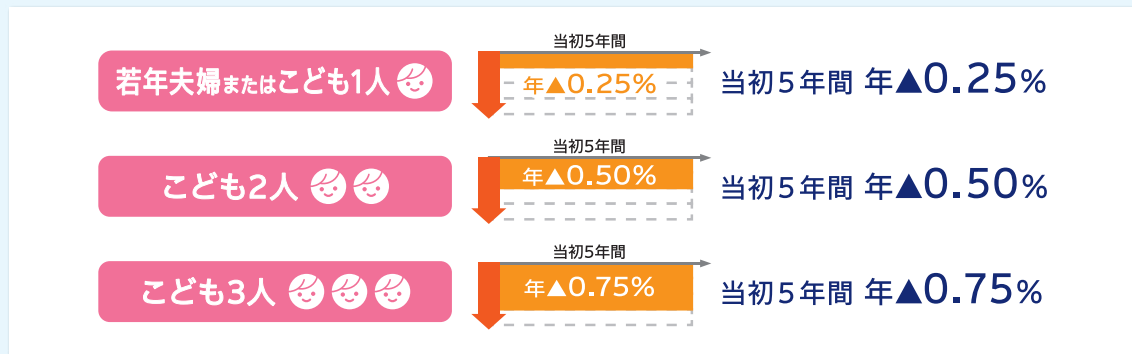 若年夫婦またはこども1人
当初5年間
年▲0.25%
当初5年間 年▲0.25%
こども2人
当初5年間
年▲0.50%
当初5年間 年▲0.50%
こども3人
当初5年間
年▲0.75%
当初5年間 年▲0.75%